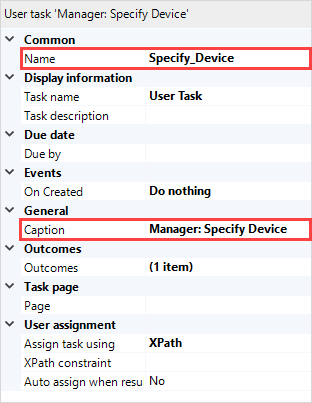 User task 'Manager: Specify Device'
Common
Name Specify_Device
Display information
Task name User Task
Task description
Due date
Due by
Events
On Created Do nothing
General
Caption Manager: Specify Device
Outcomes
Outcomes (1 item)
Task page
Page
User assignment
Assign task using XPath
XPath constraint
Auto assign when resu No